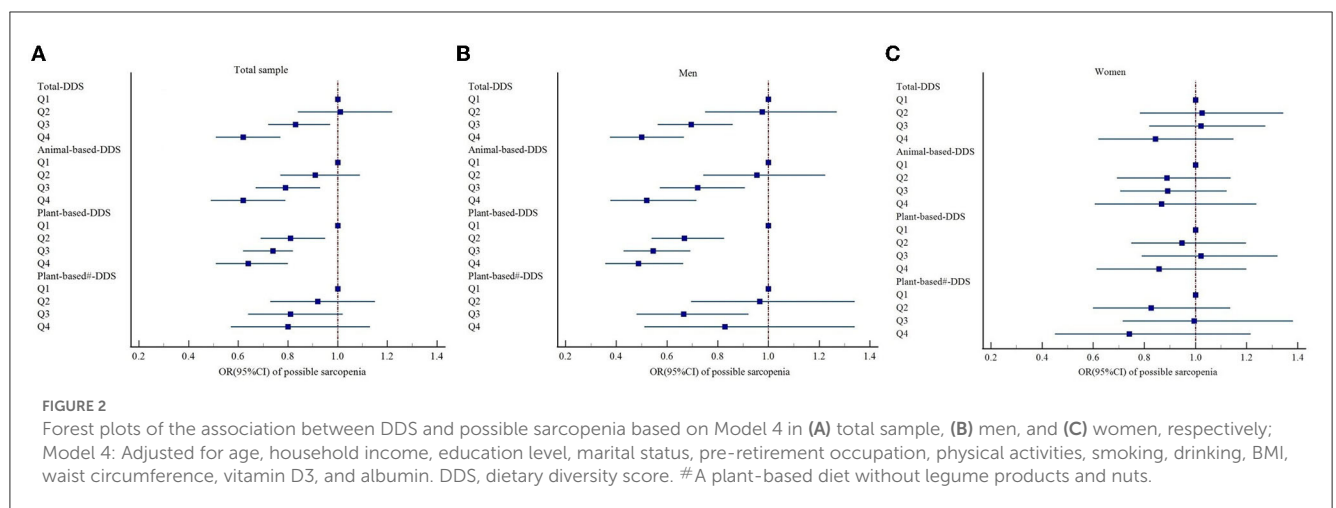 A
Total sample
Total-DDS
Q1
Q2
Q3
Q4
Animal-based-DDS
Q1
Q2
Q3
Q4
Plant-based-DDS
Q1
Q2
Q3
Q4
Plant-based#-DDS
Q1
Q2
Q3
Q4
0.2 0.4 0.6 0.8 1.0 1.2 1.4
OR(95%CI) of possible sarcopenia
B
Men
Total-DDS
Q1
Q2
Q3
Q4
Animal-based-DDS
Q1
Q2
Q3
Q4
Plant-based-DDS
Q1
Q2
Q3
Q4
Plant-based#-DDS
Q1
Q2
Q3
Q4
0.2 0.4 0.6 0.8 1.0 1.2 1.4
OR(95%CI) of possible sarcopenia
C
Women
Total-DDS
Q1
Q2
Q3
Q4
Animal-based-DDS
Q1
Q2
Q3
Q4
Plant-based-DDS
Q1
Q2
Q3
Q4
Plant-based#-DDS
Q1
Q2
Q3
Q4
0.2 0.4 0.6 0.8 1.0 1.2 1.4
OR(95%CI) of possible sarcopenia
FIGURE 2
Forest plots of the association between DDS and possible sarcopenia based on Model 4 in (A) total sample, (B) men, and (C) women, respectively;
Model 4: Adjusted for age, household income, education level, marital status, pre-retirement occupation, physical activities, smoking, drinking, BMI,
waist circumference, vitamin D3, and albumin. DDS, dietary diversity score. #A plant-based diet without legume products and nuts.